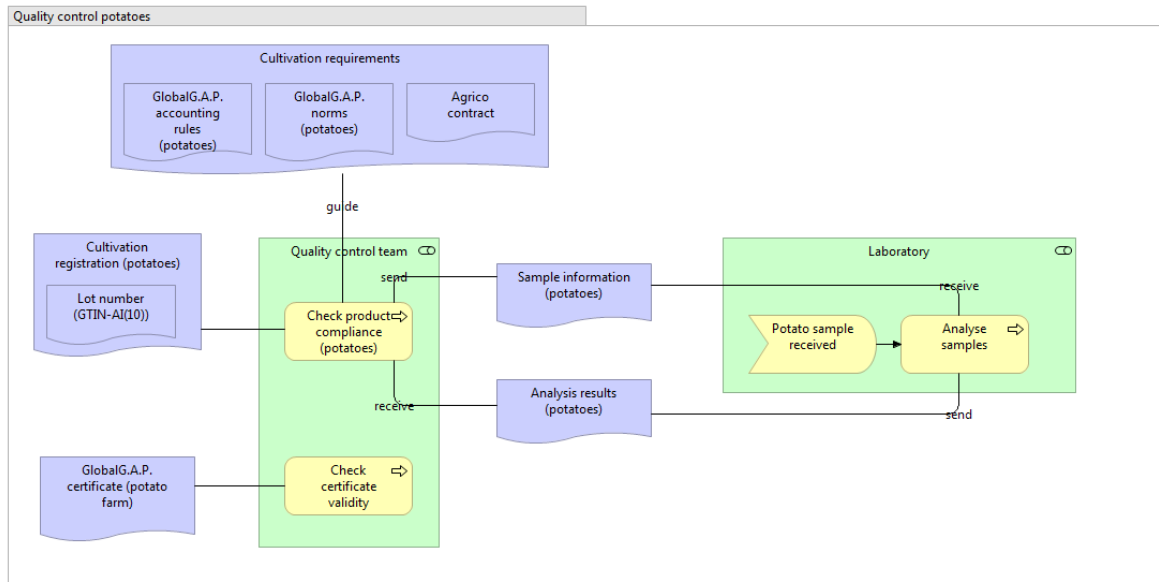 Quality control potatoes
Cultivation requirements
GlobalG.A.P.
accounting
rules
(potatoes)
GlobalG.A.P.
norms
(potatoes)
Agrico
contract
guide
Cultivation
registration (potatoes)
Lot number
(GTIN-AI(10))
Quality control team
send
Check product
compliance
(potatoes)
receive
Sample information
(potatoes)
Analysis results
(potatoes)
Laboratory
receive
Potato sample
received
Analyse
samples
send
GlobalG.A.P.
certificate (potato
farm)
Check
certificate
validity